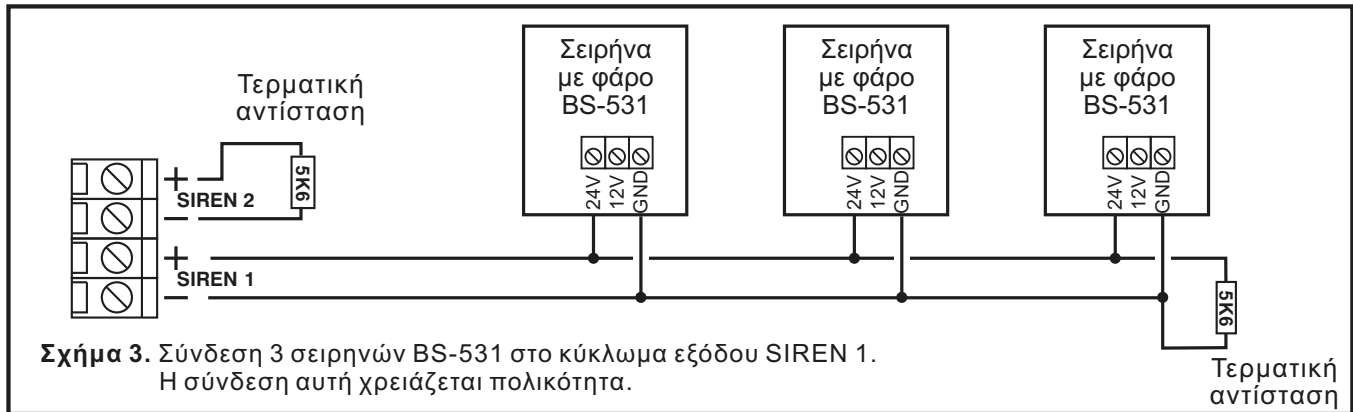 Τερματική
αντίσταση
5K6
+
SIREN 2
−
+
SIREN 1
−
Σειρήνα
με φάρο
BS-531
24V
12V
GND
Σειρήνα
με φάρο
BS-531
24V
12V
GND
Σειρήνα
με φάρο
BS-531
24V
12V
GND
5K6
Τερματική
αντίσταση
Σχήμα 3. Σύνδεση 3 σειρηνών BS-531 στο κύκλωμα εξόδου SIREN 1.
Η σύνδεση αυτή χρειάζεται πολικότητα.